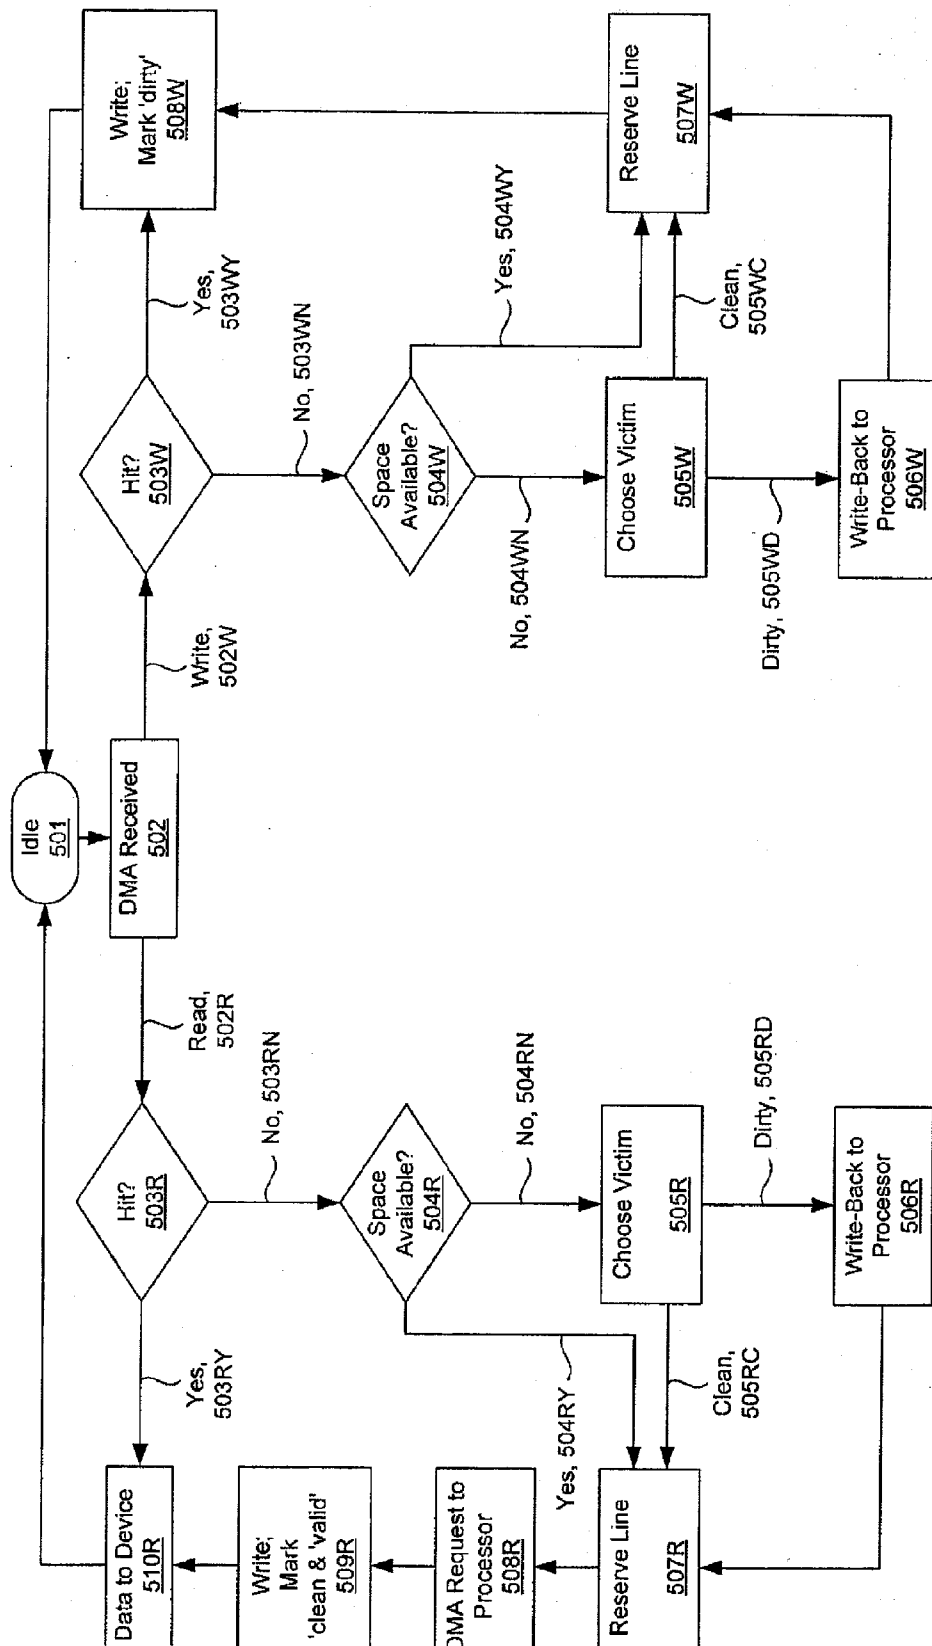 Idle
501
DMA Received
502
Read,
502R
Write,
502W
Hit?
503R
Yes,
503RY
No, 503RN
Space
Available?
504R
Yes, 504RY
No, 504RN
Choose Victim
505R
Clean,
505RC
Dirty, 505RD
Write-Back to
Processor
506R
Reserve Line
507R
DMA Request to
Processor
508R
Write;
Mark
'clean & 'valid'
509R
Data to Device
510R
Hit?
503W
Yes,
503WY
No, 503WN
Space
Available?
504W
Yes, 504WY
No, 504WN
Choose Victim
505W
Clean,
505WC
Dirty, 505WD
Write-Back to
Processor
506W
Reserve Line
507W
Write;
Mark 'dirty'
508W